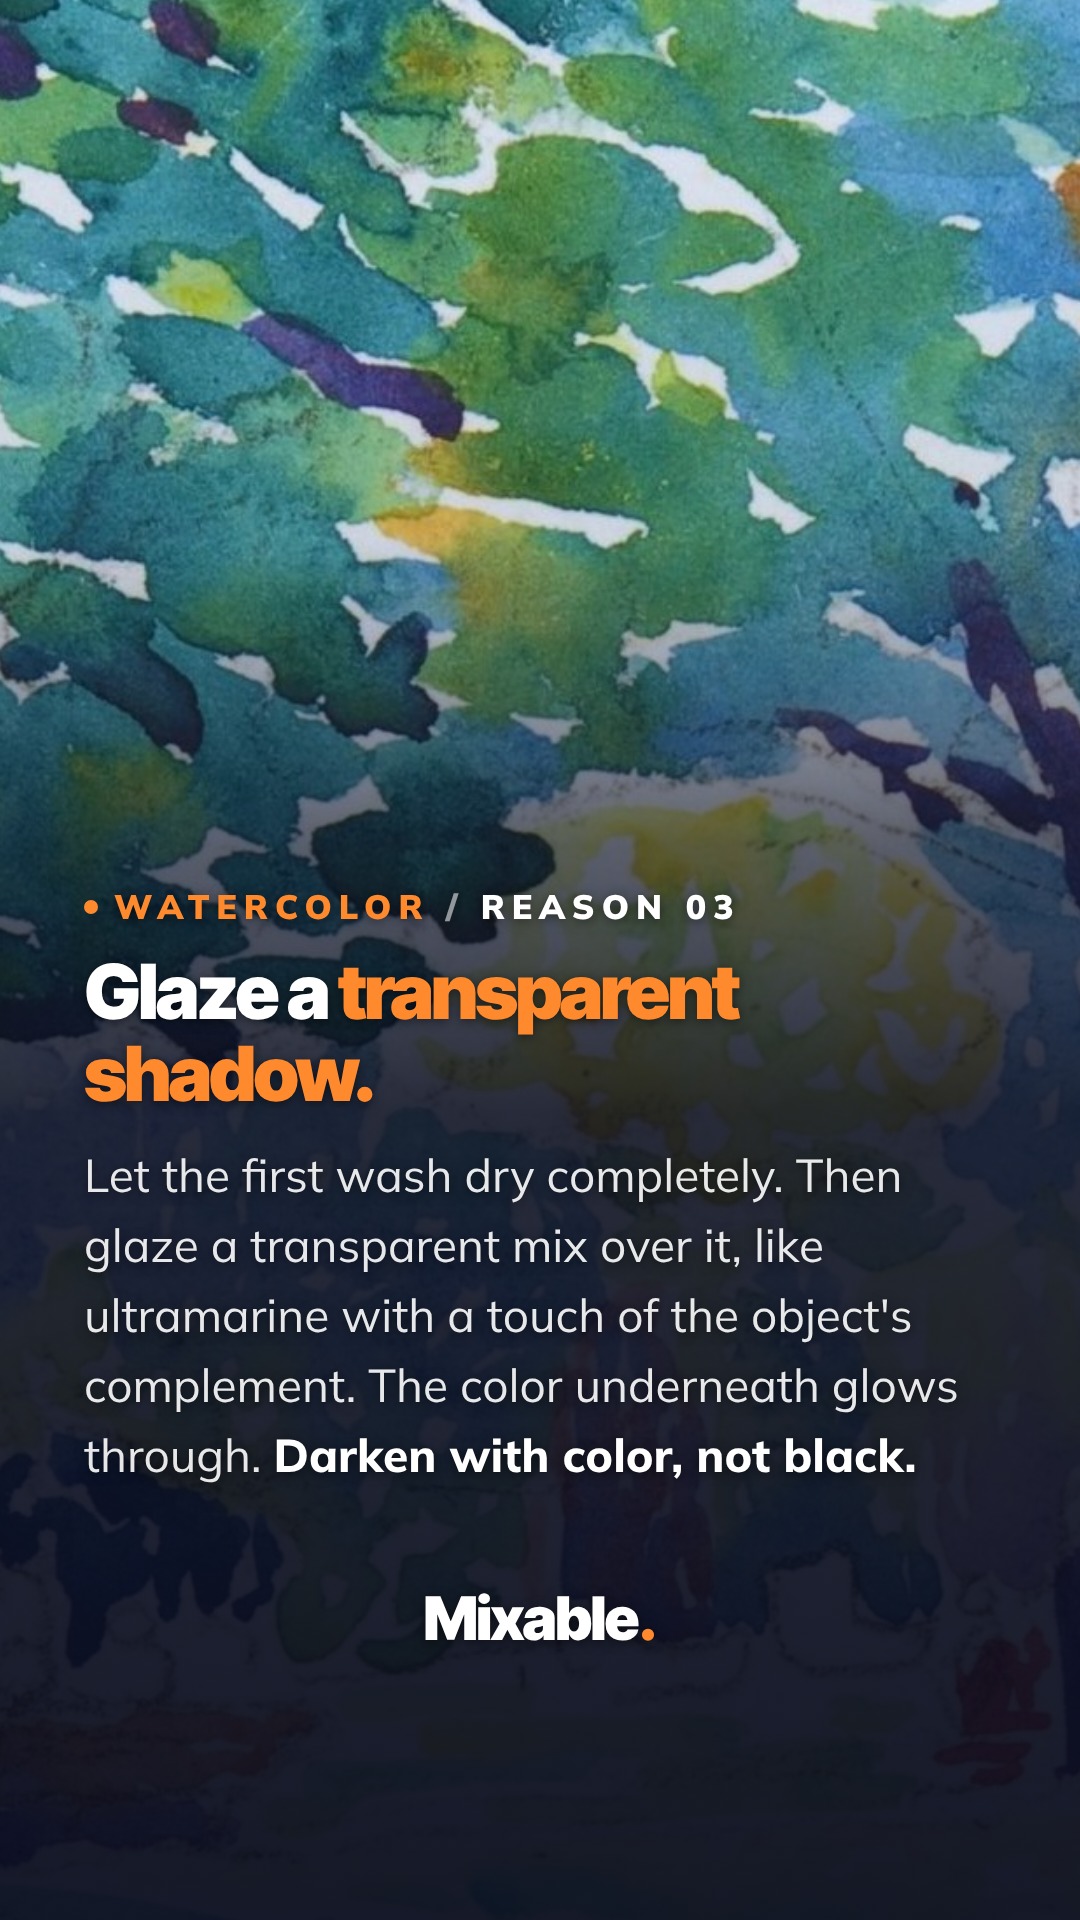 • WATERCOLOR / REASON 03
Glaze a transparent
shadow.
Let the first wash dry completely. Then
glaze a transparent mix over it, like
ultramarine with a touch of the object's
complement. The color underneath glows
through. Darken with color, not black.
Mixable.